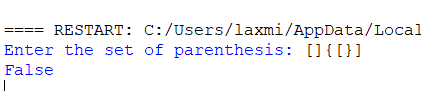 ==== RESTART: C:/Users/laxmi/AppData/Local
Enter the set of parenthesis: []{[}]
False